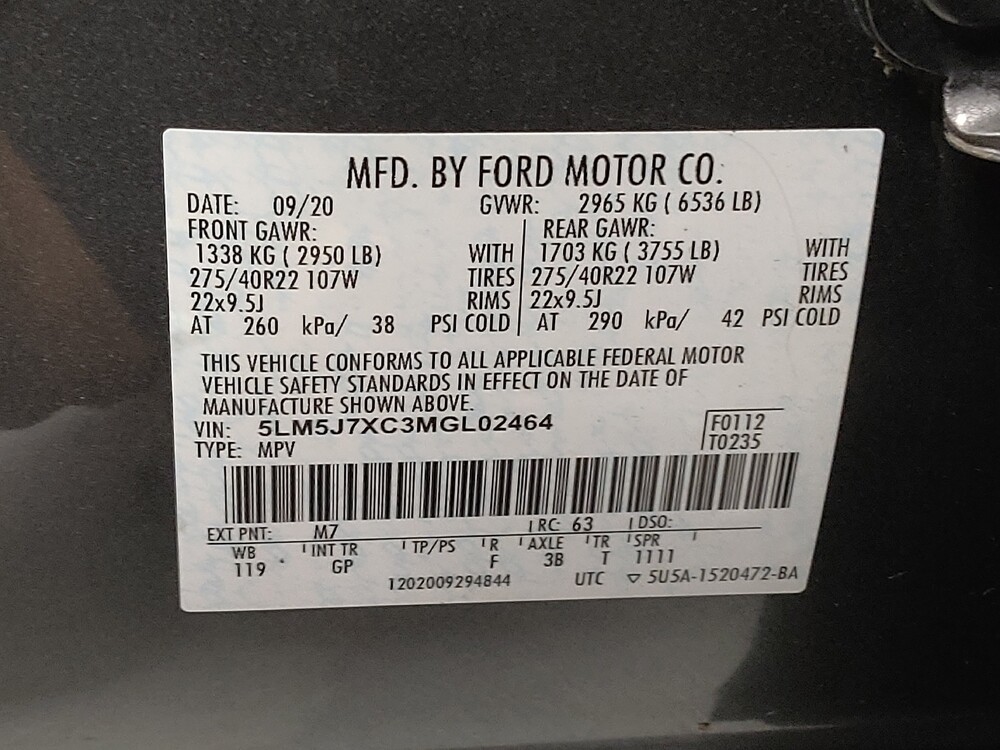 MFD. BY FORD MOTOR CO.
DATE: 09/20 GVWR: 2965 KG ( 6536 LB)
FRONT GAWR: REAR GAWR:
1338 KG ( 2950 LB) WITH 1703 KG ( 3755 LB) WITH
275/40R22 107W TIRES 275/40R22 107W TIRES
22x9.5J RIMS 22x9.5J RIMS
AT 260 kPa/ 38 PSI COLD AT 290 kPa/ 42 PSI COLD
THIS VEHICLE CONFORMS TO ALL APPLICABLE FEDERAL MOTOR
VEHICLE SAFETY STANDARDS IN EFFECT ON THE DATE OF
MANUFACTURE SHOWN ABOVE.
VIN: 5LM5J7XC3MGL02464 F0112
TYPE: MPV T0235
EXT PNT: M7 RC: 63 DSO:
WB INT TR TP/PS R AXLE TR SPR
119 GP F 3B T 1111
1202009294844 UTC ▽ 5U5A-1520472-BA